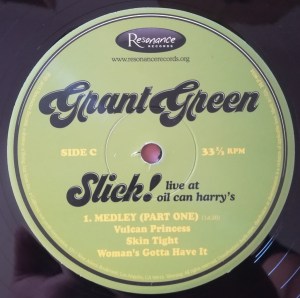 Resonance
RECORDS
www.resonancerecords.org
Grant Green
SIDE C
33⅓ RPM
Slick! live at
oil can harry's
1. MEDLEY (PART ONE)
Vulcan Princess
Skin Tight
Woman's Gotta Have It